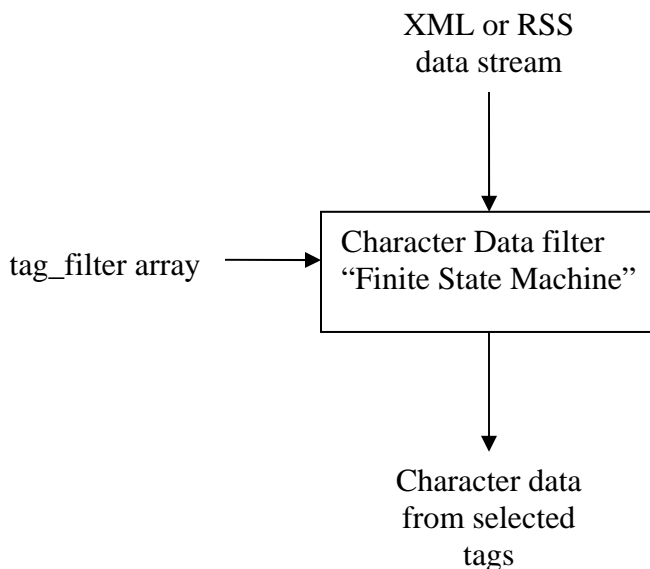 XML or RSS
data stream
tag_filter array
Character Data filter
“Finite State Machine”
Character data
from selected
tags